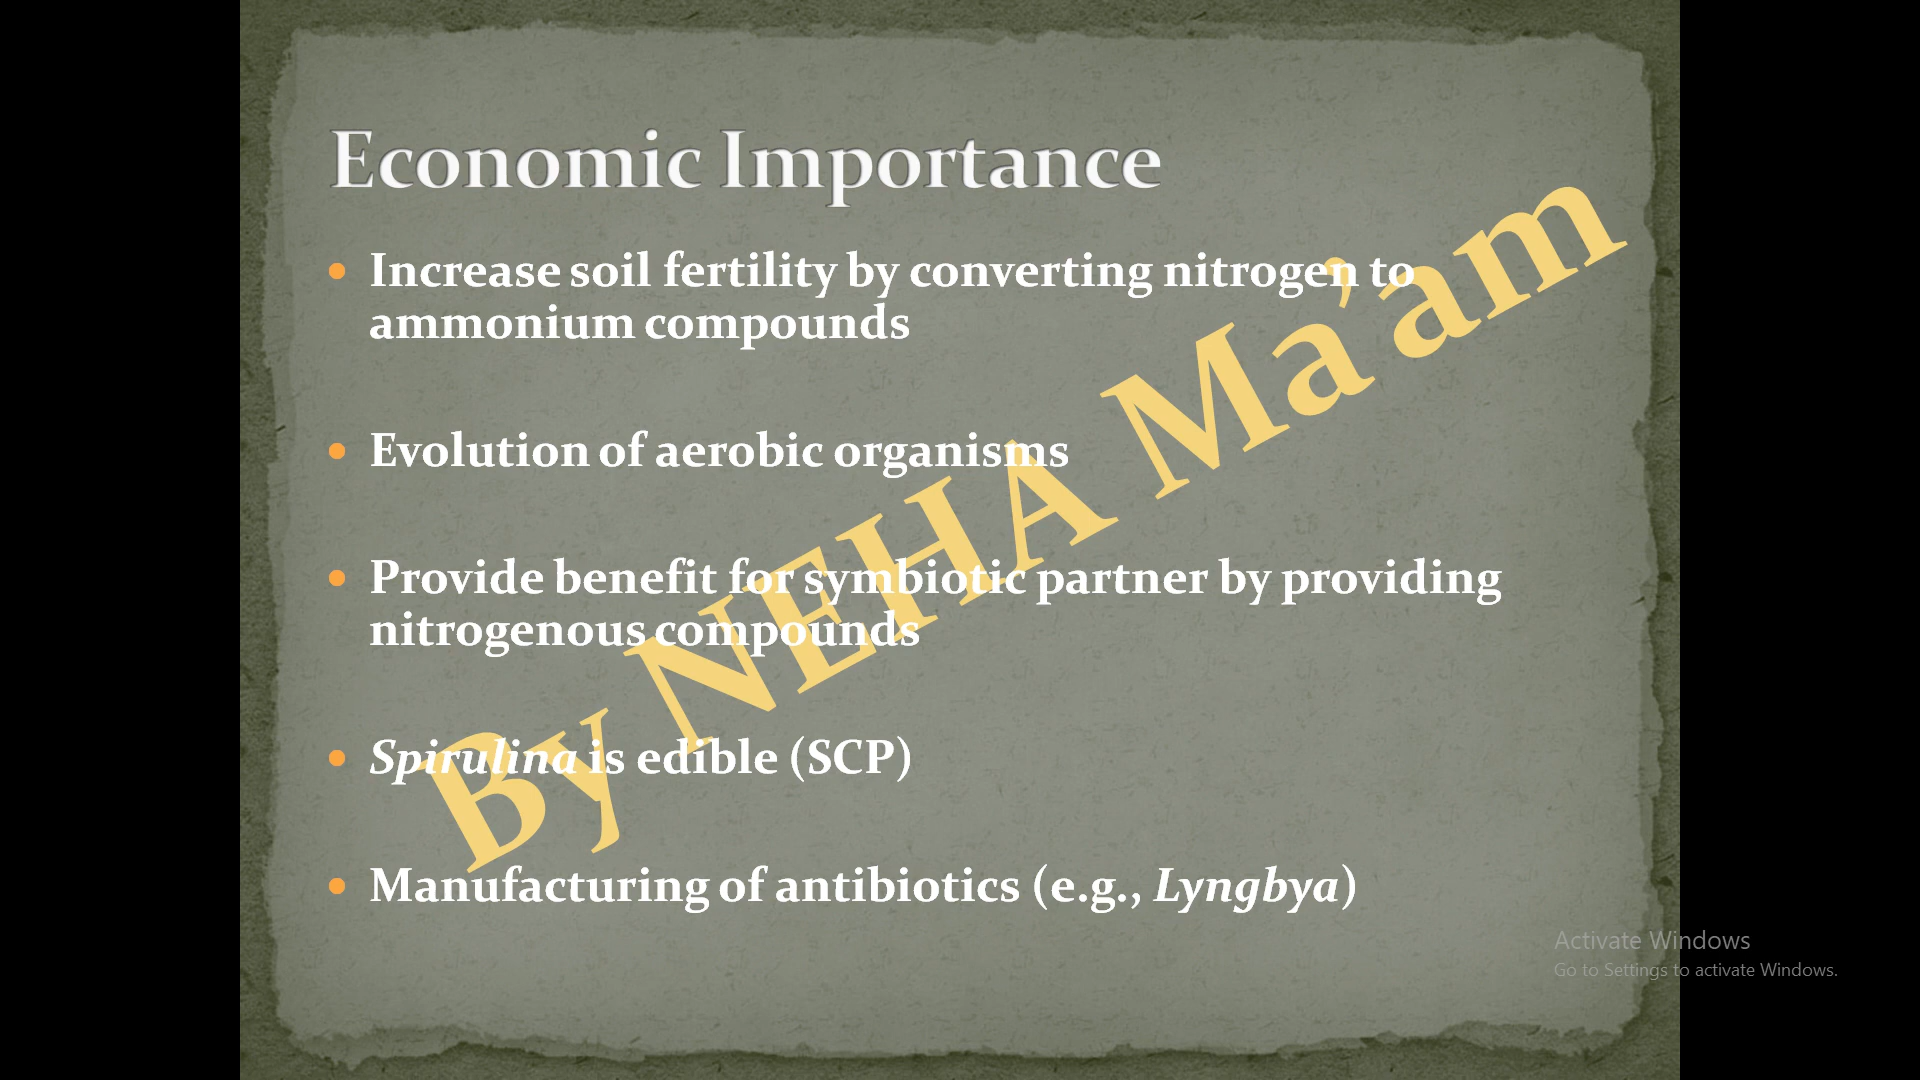 Economic Importance
Increase soil fertility by converting nitrogen to
ammonium compounds
Evolution of aerobic organisms
Provide benefit for symbiotic partner by providing
nitrogenous compounds
Spirulina is edible (SCP)
Manufacturing of antibiotics (e.g., Lyngbya)
By NEHA Ma’am
Activate Windows
Go to Settings to activate Windows.